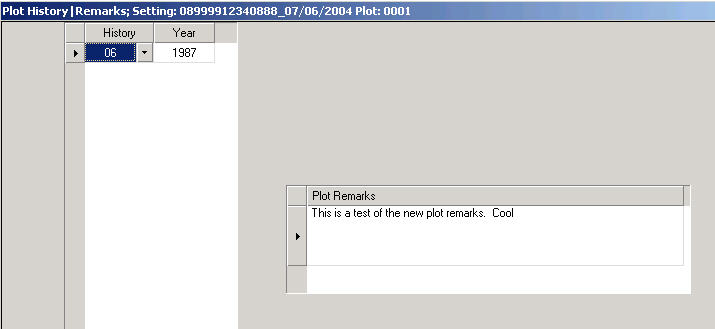 Plot History|Remarks; Setting: 08999912340888_07/06/2004 Plot: 0001
History Year
06 1987
Plot Remarks
This is a test of the new plot remarks.  Cool